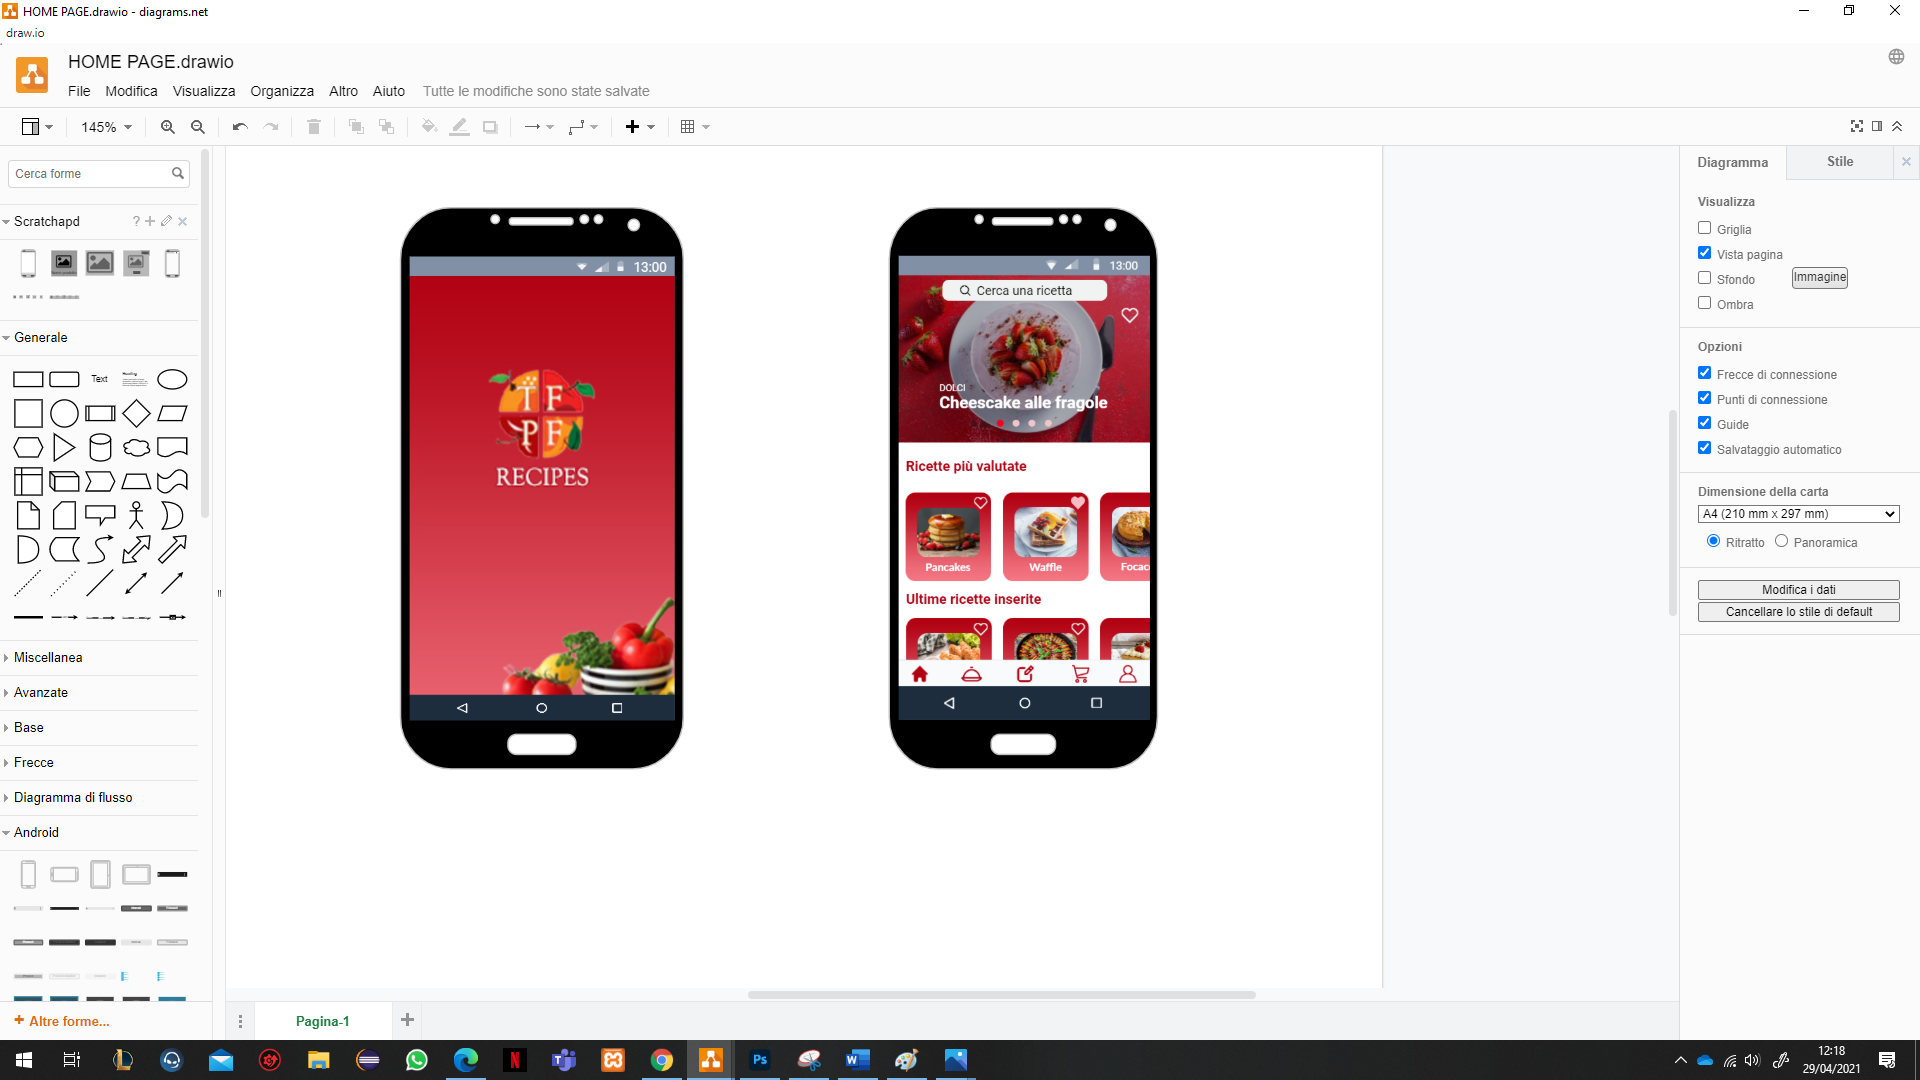 HOME PAGE.drawio - diagrams.net
draw.io
HOME PAGE.drawio
File Modifica Visualizza Organizza Altro Aiuto Tutte le modifiche sono state salvate
145%
Cerca forme
Scratchapd ?
Generale
Text
Heading
Miscellanea
Avanzate
Base
Frecce
Diagramma di flusso
Android
Altre forme...
13:00
T F
P F
RECIPES
13:00
Cerca una ricetta
DOLCI
Cheescake alle fragole
Ricette più valutate
Pancakes Waffle Focac
Ultime ricette inserite
Pagina-1
Diagramma Stile
Visualizza
Griglia
Vista pagina
Sfondo Immagine
Ombra
Opzioni
Frecce di connessione
Punti di connessione
Guide
Salvataggio automatico
Dimensione della carta
A4 (210 mm x 297 mm)
Ritratto Panoramica
Modifica i dati
Cancellare lo stile di default
N
Ps
W
12:18
29/04/2021